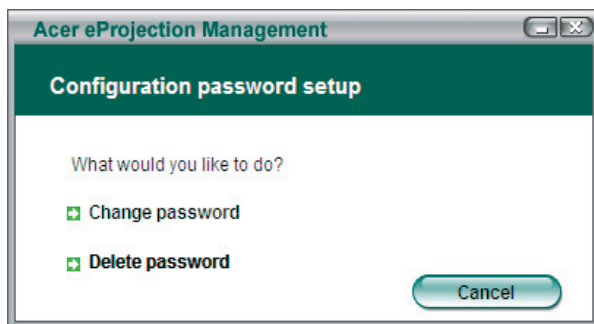 Acer eProjection Management
Configuration password setup
What would you like to do?
Change password
Delete password
Cancel